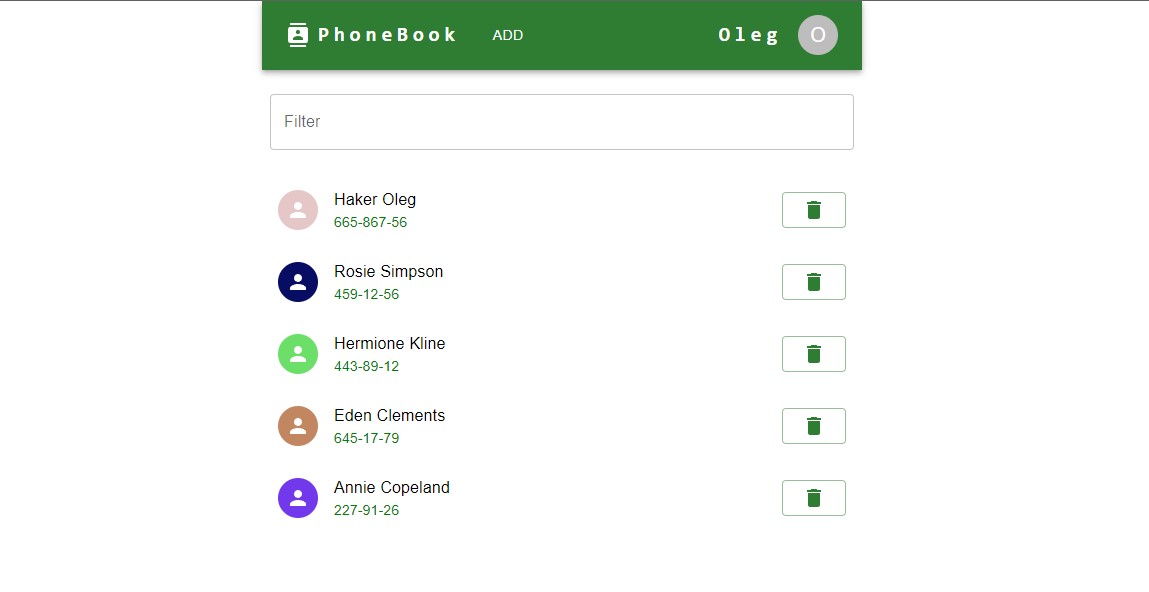 PhoneBook ADD Oleg O
Filter
Haker Oleg
665-867-56
Rosie Simpson
459-12-56
Hermione Kline
443-89-12
Eden Clements
645-17-79
Annie Copeland
227-91-26